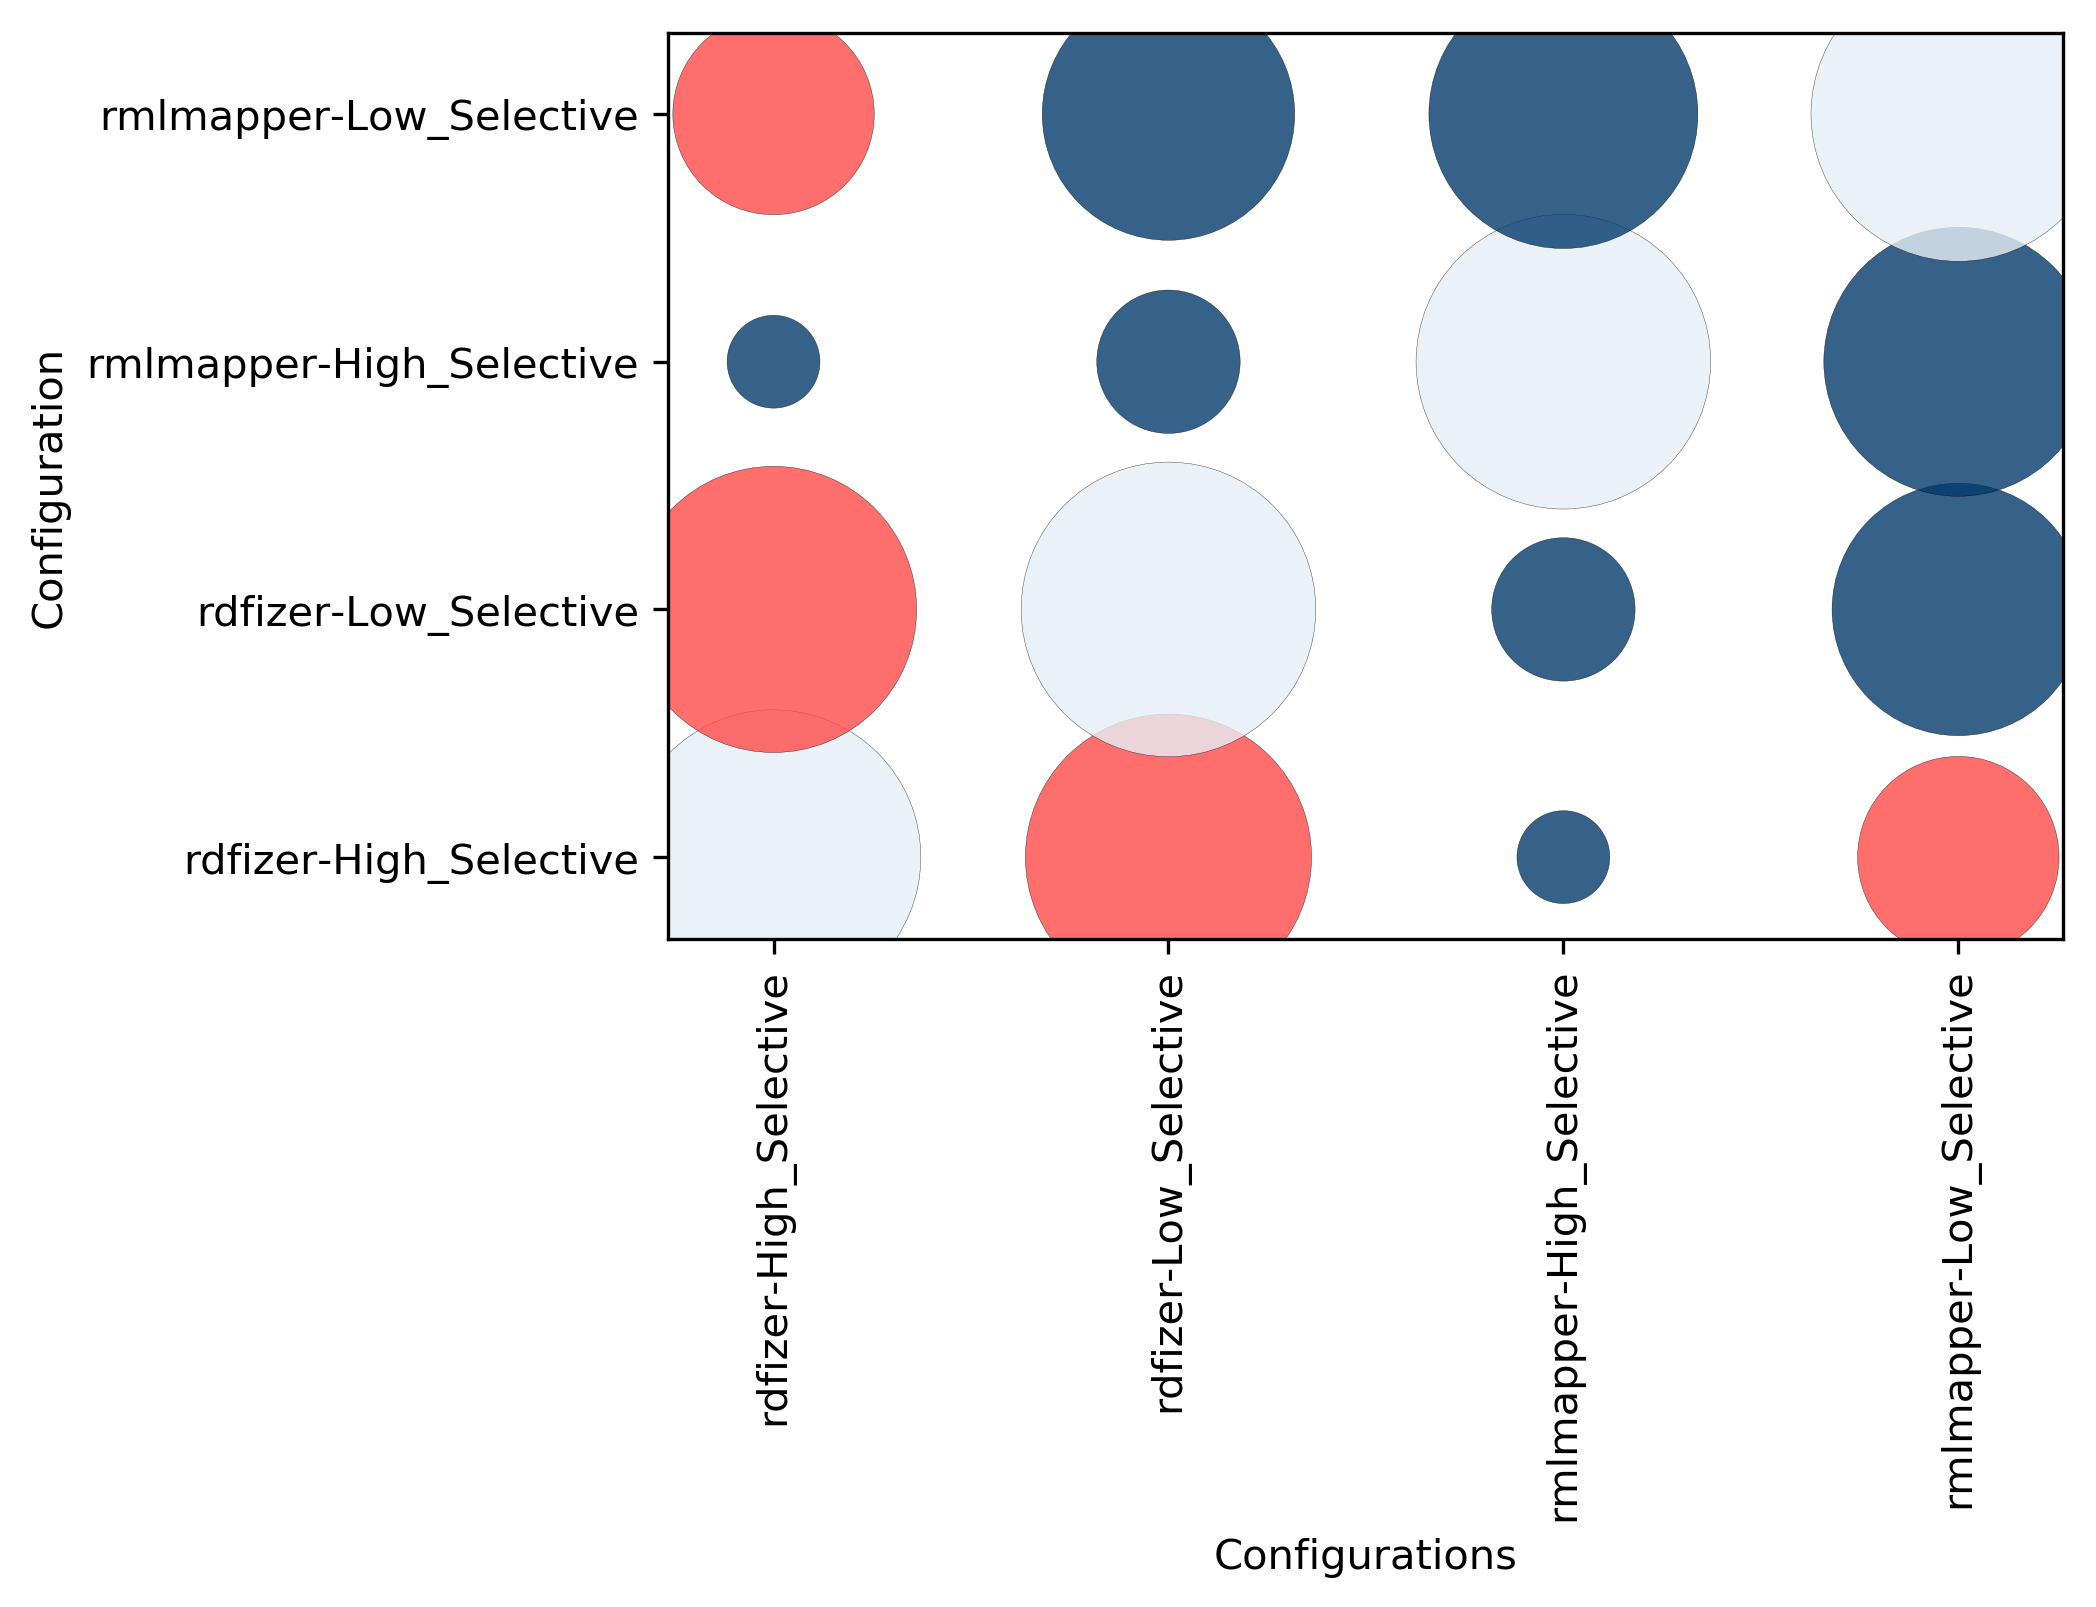 Configuration
rmlmapper-Low_Selective
rmlmapper-High_Selective
rdfizer-Low_Selective
rdfizer-High_Selective
rdfizer-High_Selective
rdfizer-Low_Selective
rmlmapper-High_Selective
rmlmapper-Low_Selective
Configurations